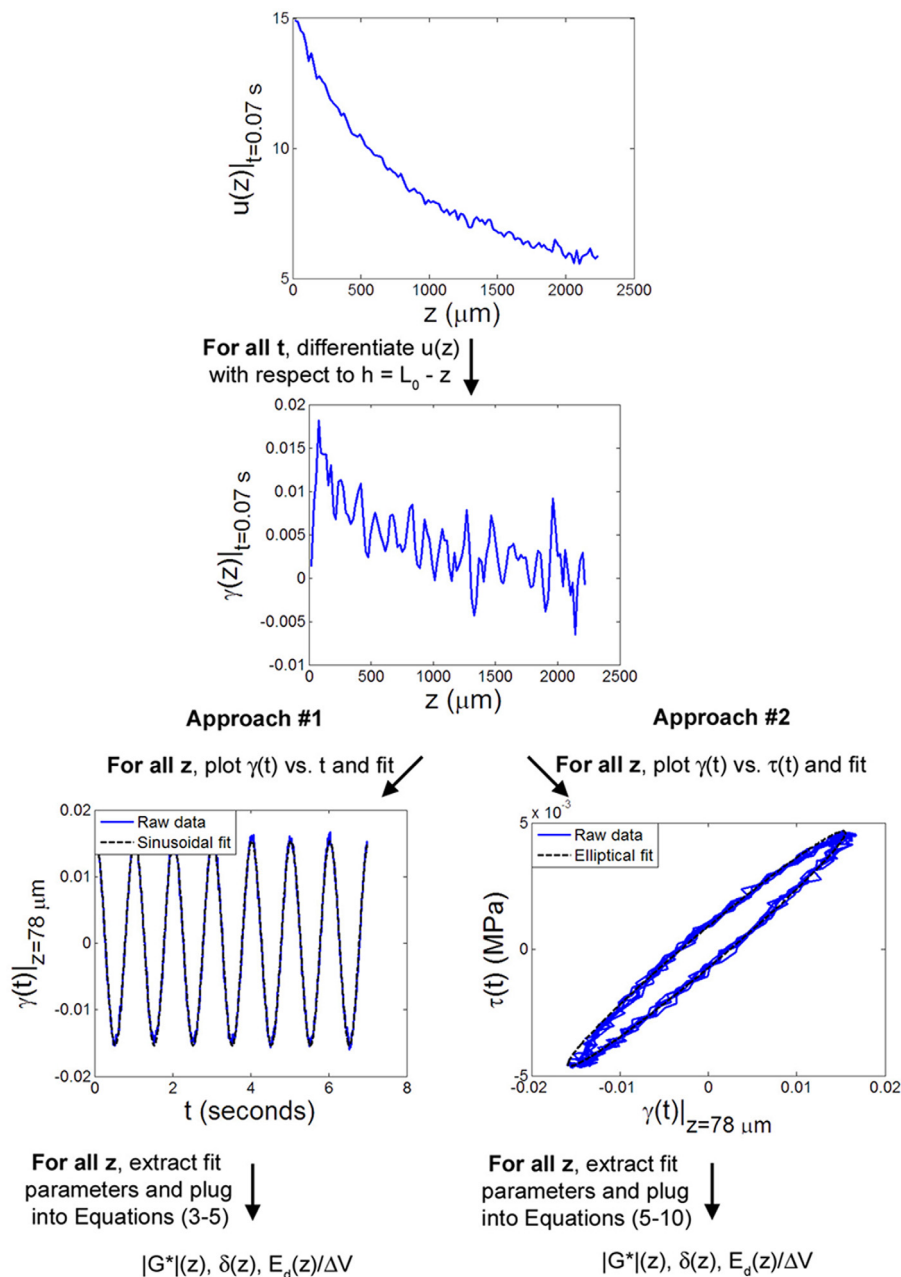 15
10
5
u(z)|t=0.07 s
0 500 1000 1500 2000 2500
z (μm)
For all t, differentiate u(z)
with respect to h = L0 - z
0.02
0.015
0.01
0.005
0
-0.005
-0.01
γ(z)|t=0.07 s
0 500 1000 1500 2000 2500
z (μm)
Approach #1
For all z, plot γ(t) vs. t and fit
0.02
0.01
0
-0.01
-0.02
γ(t)|z=78 μm
Raw data
Sinusoidal fit
0 2 4 6 8
t (seconds)
For all z, extract fit
parameters and plug
into Equations (3-5)
|G*|(z), δ(z), Ed(z)/ΔV
Approach #2
For all z, plot γ(t) vs. τ(t) and fit
x 10-3
5
0
-5
τ(t) (MPa)
Raw data
Elliptical fit
-0.02 -0.01 0 0.01 0.02
γ(t)|z=78 μm
For all z, extract fit
parameters and plug
into Equations (5-10)
|G*|(z), δ(z), Ed(z)/ΔV